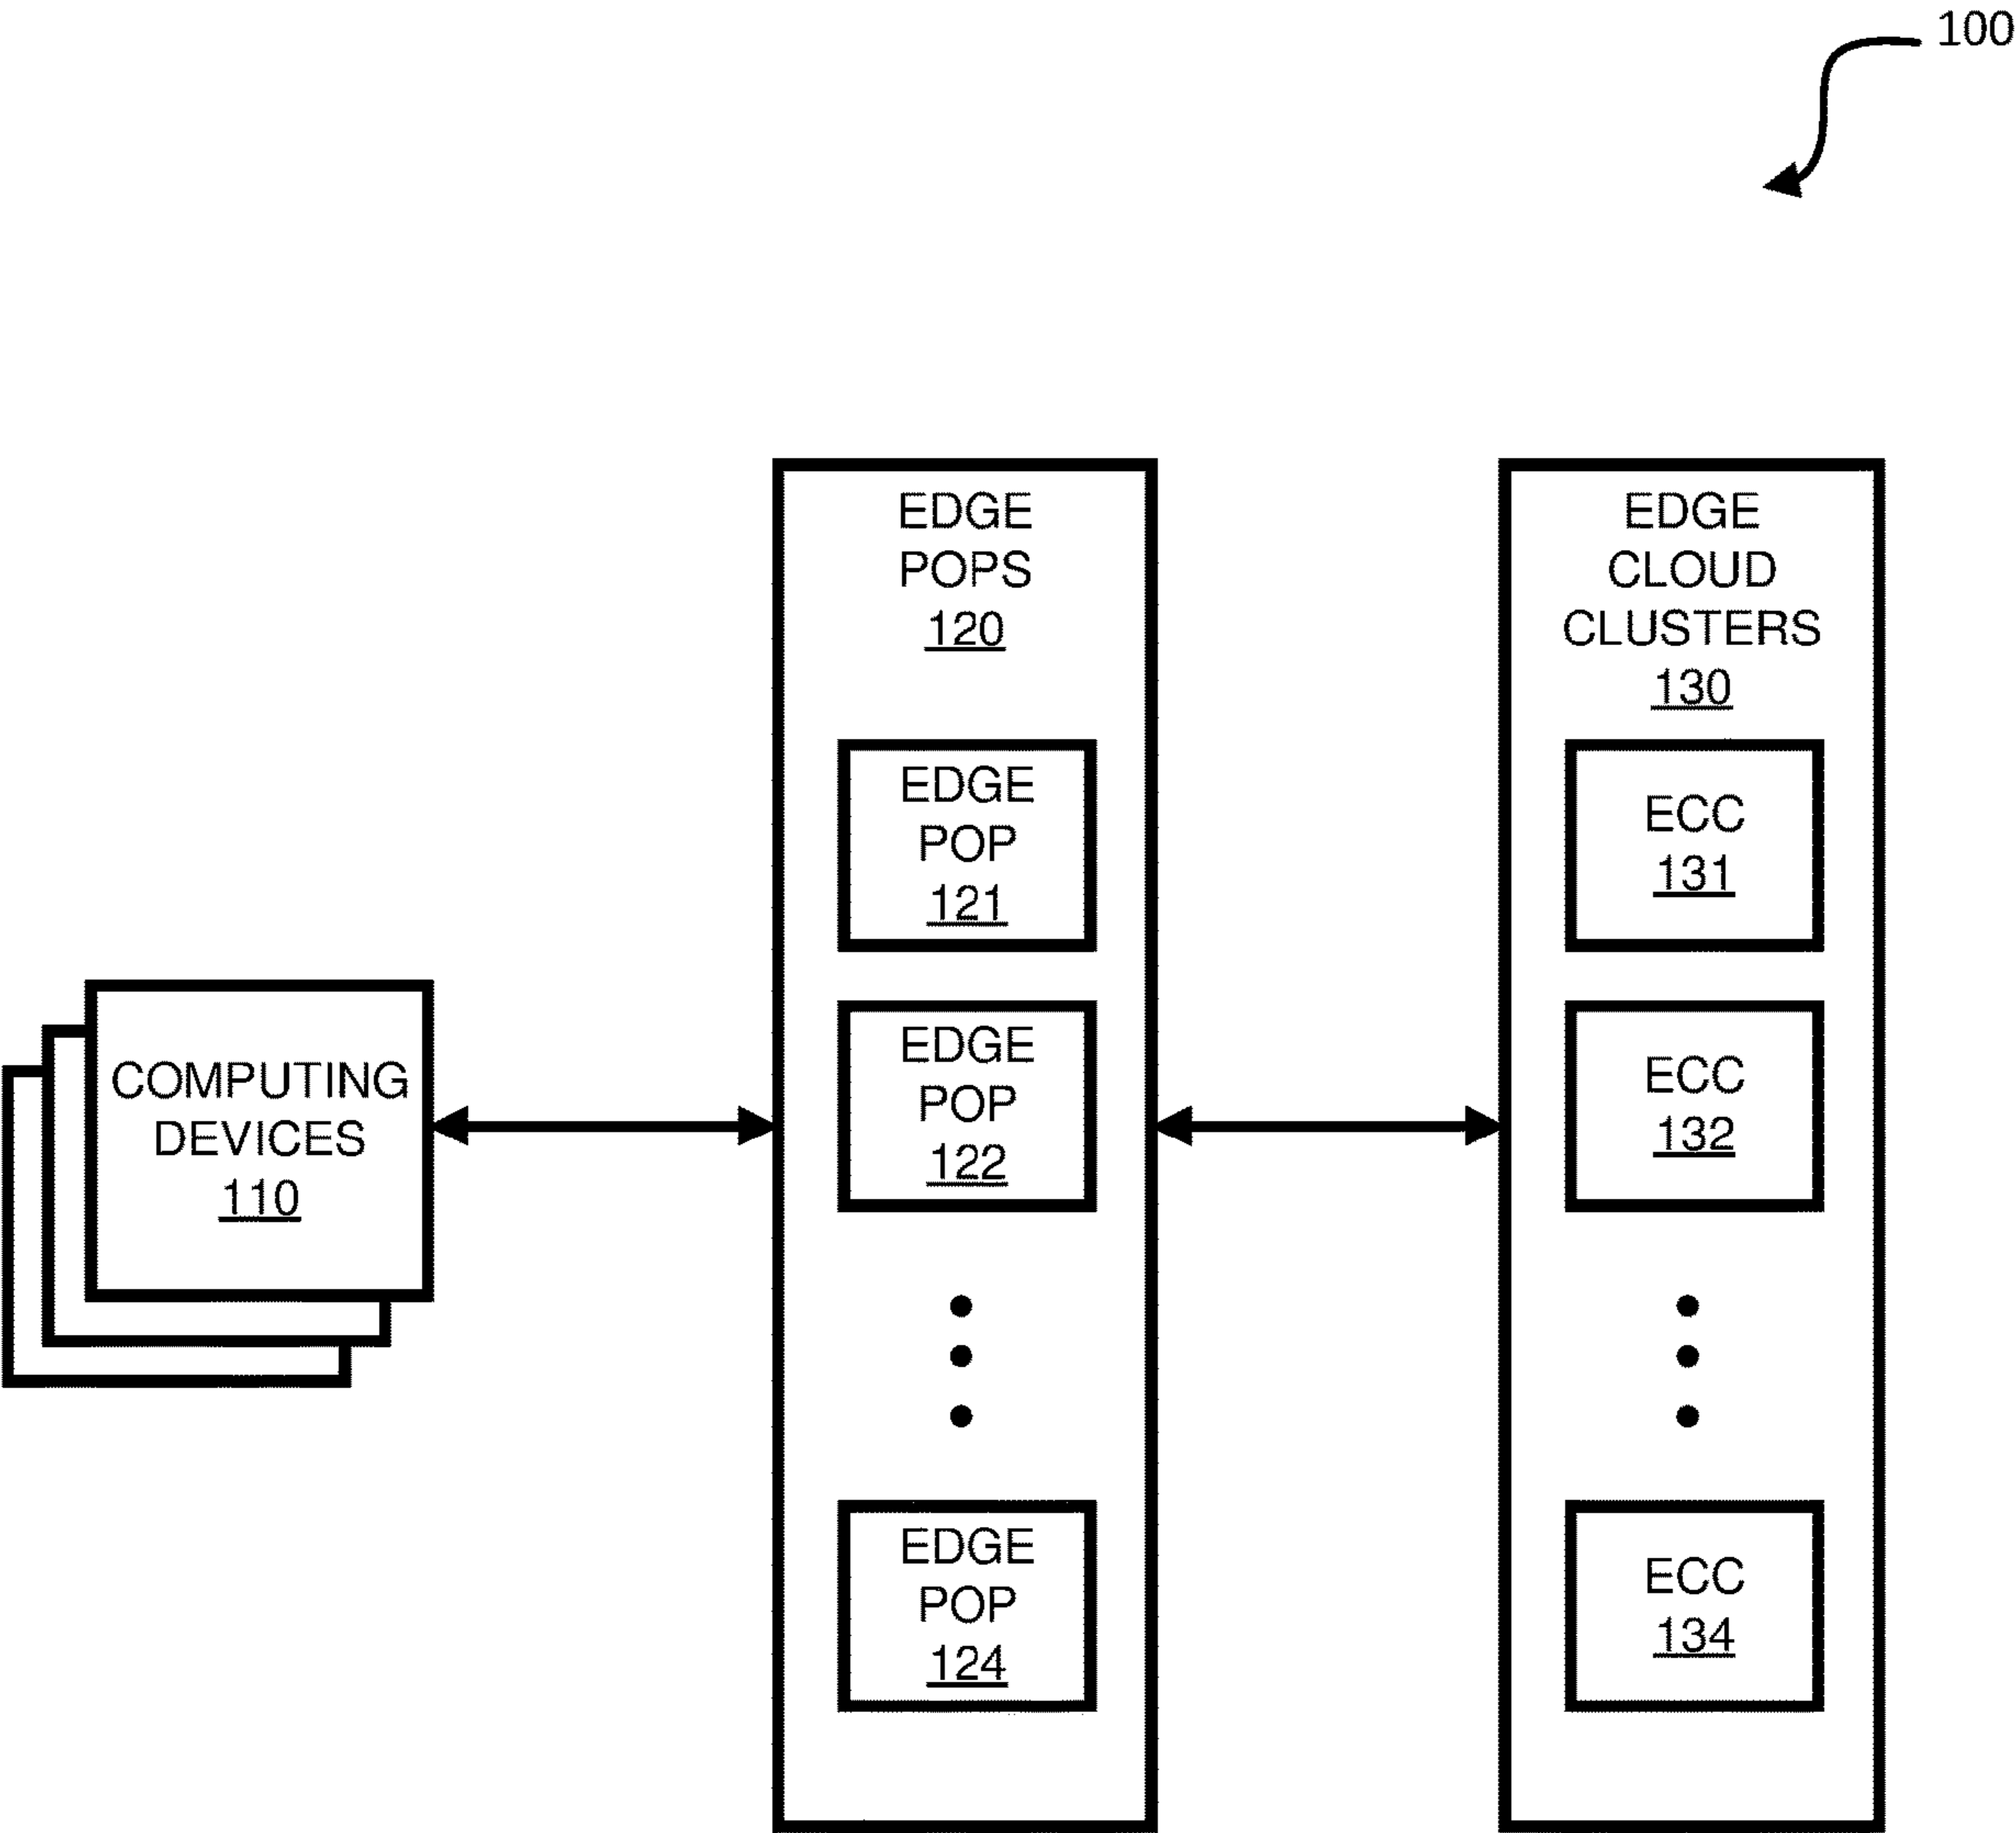 100
EDGE
POPS
120
EDGE
POP
121
EDGE
POP
122
EDGE
POP
124
EDGE
CLOUD
CLUSTERS
130
ECC
131
ECC
132
ECC
134
COMPUTING
DEVICES
110